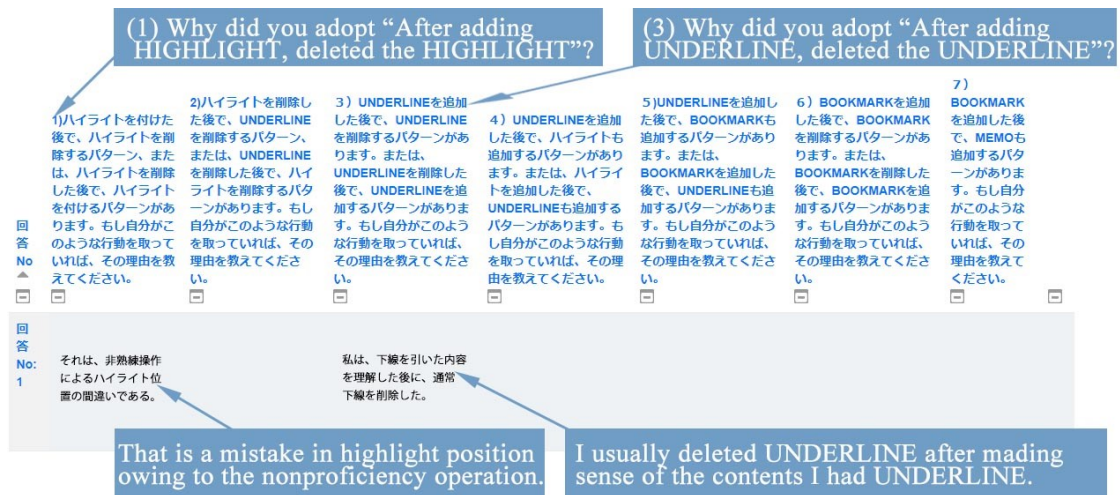 (1) Why did you adopt “After adding
HIGHLIGHT, deleted the HIGHLIGHT”?
(3) Why did you adopt “After adding
UNDERLINE, deleted the UNDERLINE”?
回
答
No
1)ハイライトを付けた
後で、ハイライトを削
除するパターン、また
は、ハイライトを削除
した後で、ハイライト
を付けるパターンがあ
ります。もし自分がこ
のような行動を取って
いれば、その理由を教
えてください。
2)ハイライトを削除し
た後で、UNDERLINE
を削除するパターン、
または、UNDERLINE
を削除した後で、ハイ
ライトを削除するパタ
ーンがあります。もし
自分がこのような行動
を取っていれば、その
理由を教えてくださ
い。
3）UNDERLINEを追加
した後で、UNDERLINE
を削除するパターンがあ
ります。または、
UNDERLINEを削除した
後で、UNDERLINEを追
加するパターンがありま
す。もし自分がこのよう
な行動を取っていれば、
その理由を教えてくださ
い。
4）UNDERLINEを追加
した後で、ハイライトも
追加するパターンがあり
ます。または、ハイライ
トを追加した後で、
UNDERLINEも追加する
パターンがあります。も
し自分がこのような行動
を取っていれば、その理
由を教えてください。
5)UNDERLINEを追加し
た後で、BOOKMARKも
追加するパターンがあり
ます。または、
BOOKMARKを追加した
後で、UNDERLINEも追
加するパターンがありま
す。もし自分がこのよう
な行動を取っていれば、
その理由を教えてくださ
い。
6）BOOKMARKを追加
した後で、BOOKMARK
を削除するパターンがあ
ります。または、
BOOKMARKを削除した
後で、BOOKMARKを追
加するパターンがありま
す。もし自分がこのよう
な行動を取っていれば、
その理由を教えてくださ
い。
7）
BOOKMARK
を追加した後
で、MEMOも
追加するパタ
ーンがありま
す。もし自分
がこのような
行動を取って
いれば、その
理由を教えて
ください。
回
答
No:
1
それは、非熟練操作
によるハイライト位
置の間違いである。
私は、下線を引いた内容
を理解した後に、通常
下線を削除した。
That is a mistake in highlight position
owing to the nonproficiency operation.
I usually deleted UNDERLINE after mading
sense of the contents I had UNDERLINE.